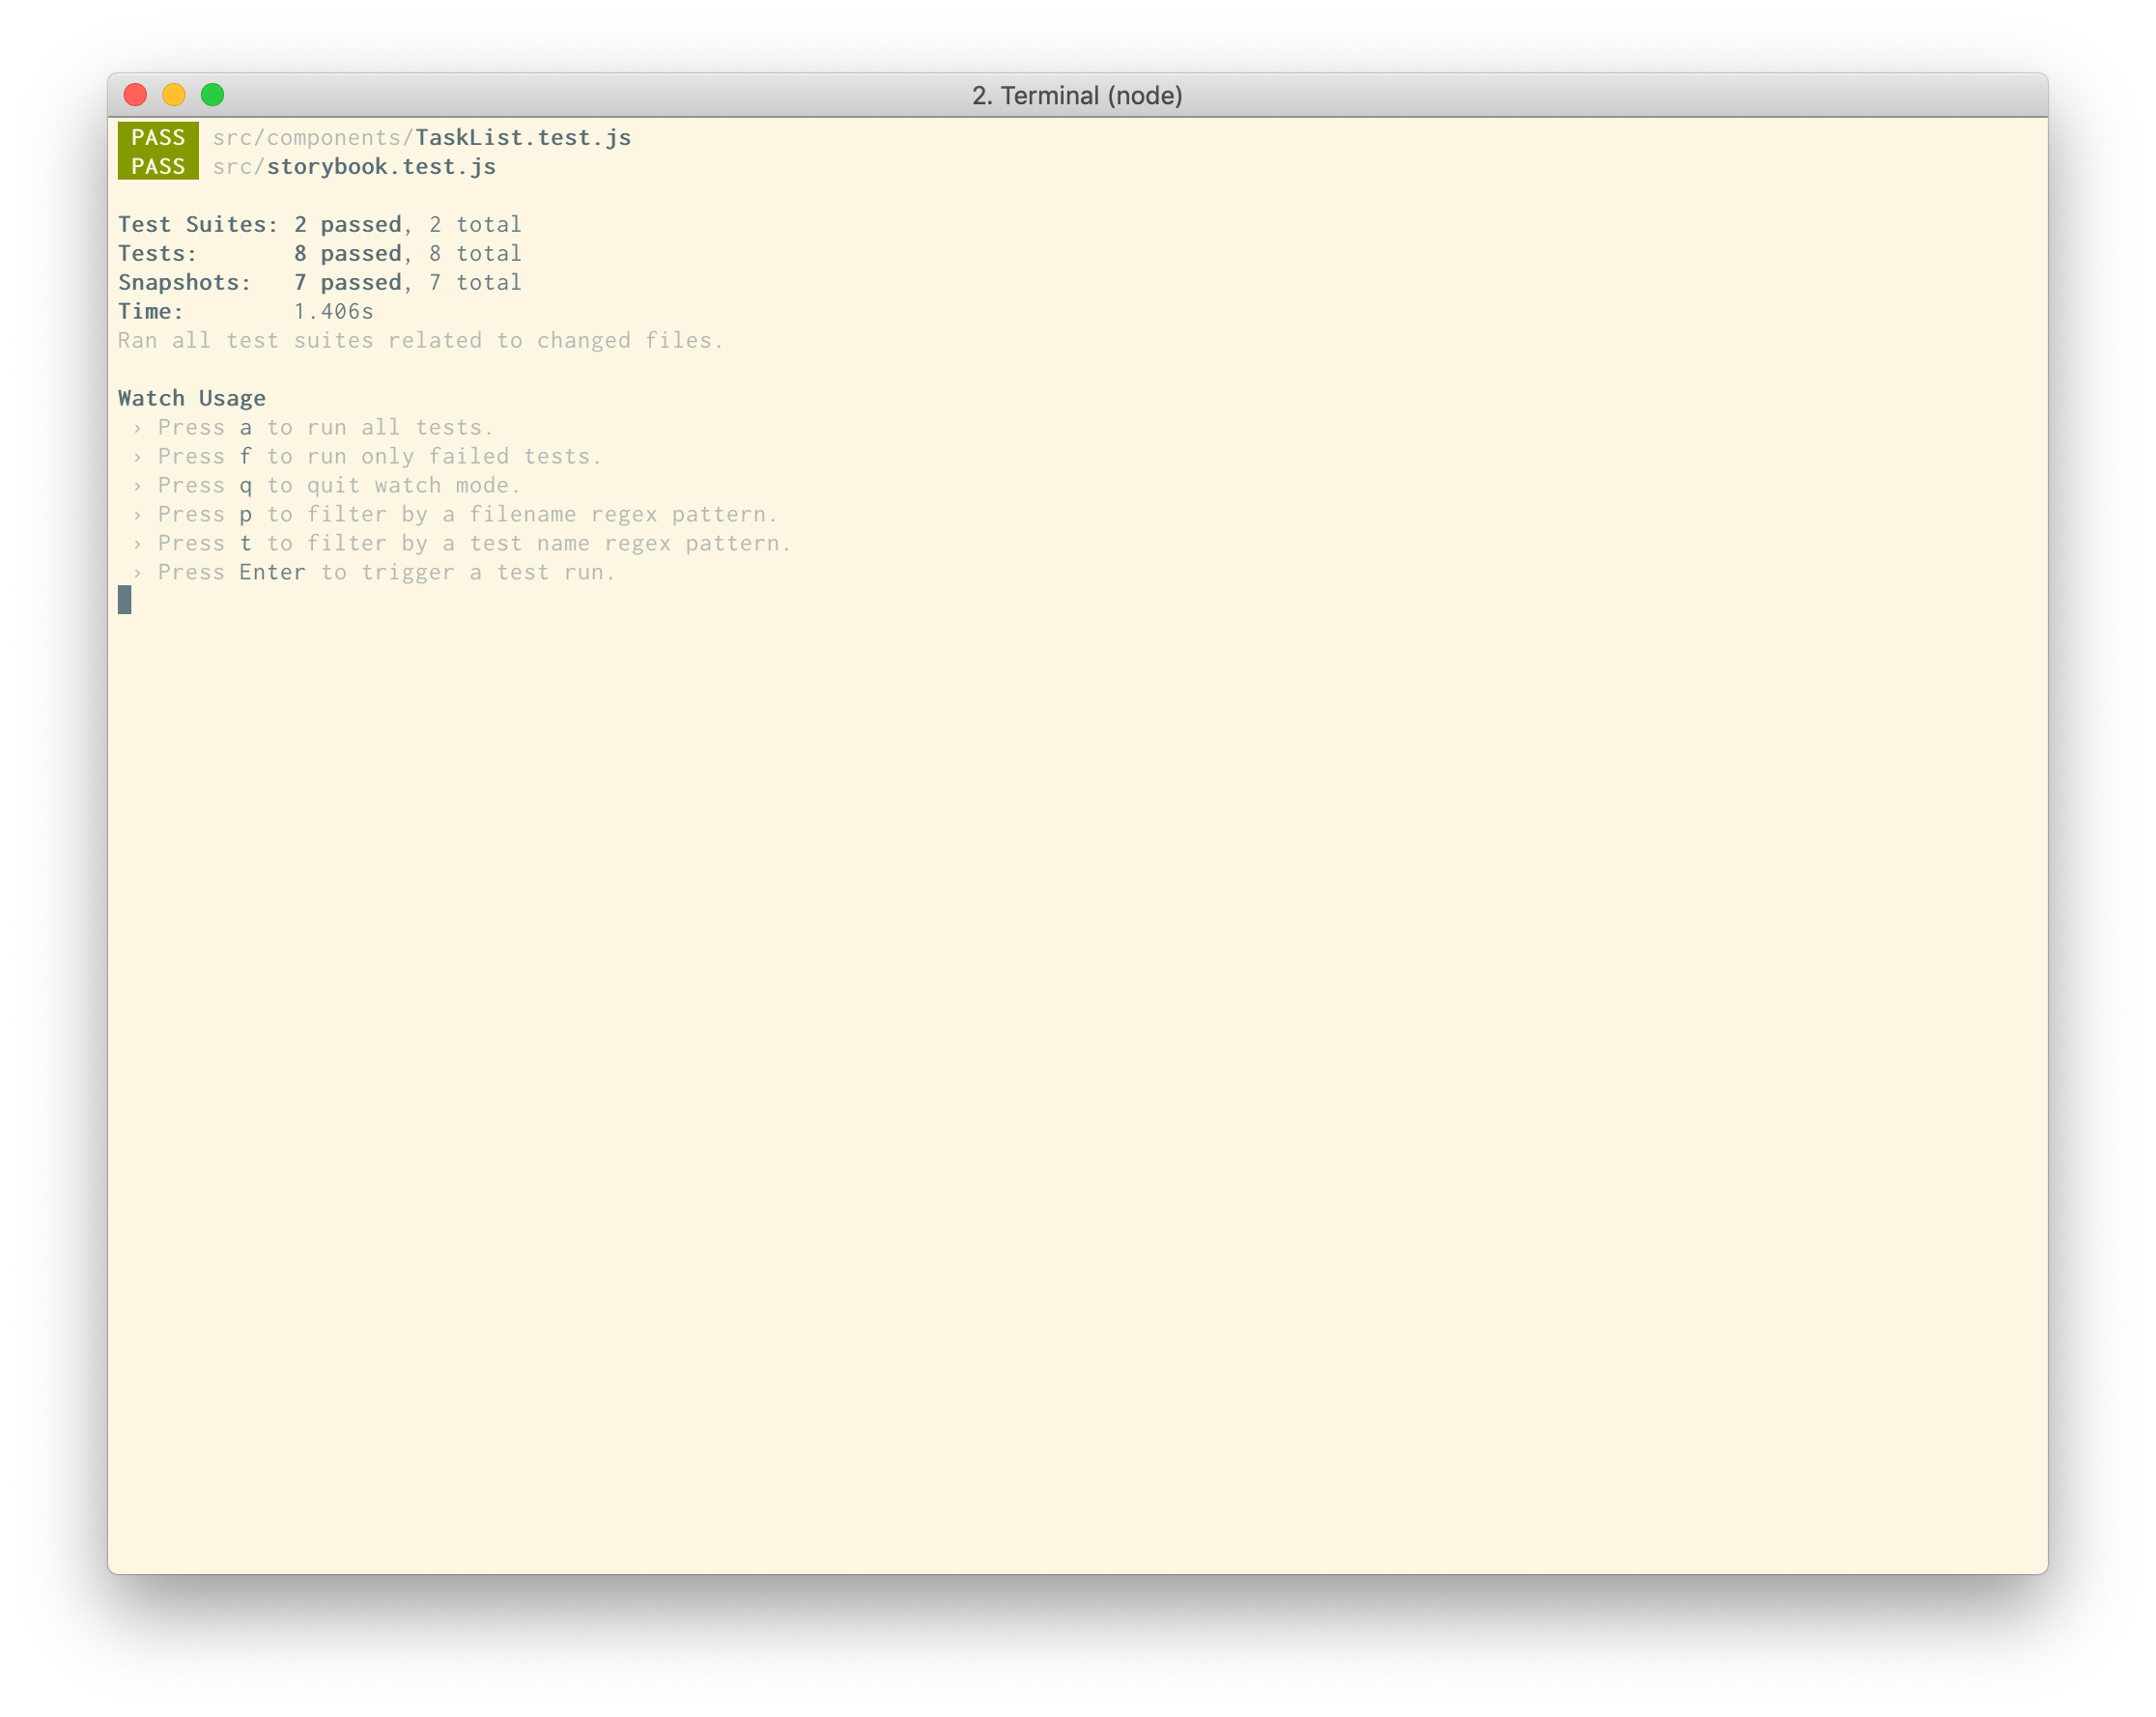 2. Terminal (node)
PASS src/components/TaskList.test.js
PASS src/storybook.test.js
Test Suites: 2 passed, 2 total
Tests:       8 passed, 8 total
Snapshots:   7 passed, 7 total
Time:        1.406s
Ran all test suites related to changed files.
Watch Usage
› Press a to run all tests.
› Press f to run only failed tests.
› Press q to quit watch mode.
› Press p to filter by a filename regex pattern.
› Press t to filter by a test name regex pattern.
› Press Enter to trigger a test run.